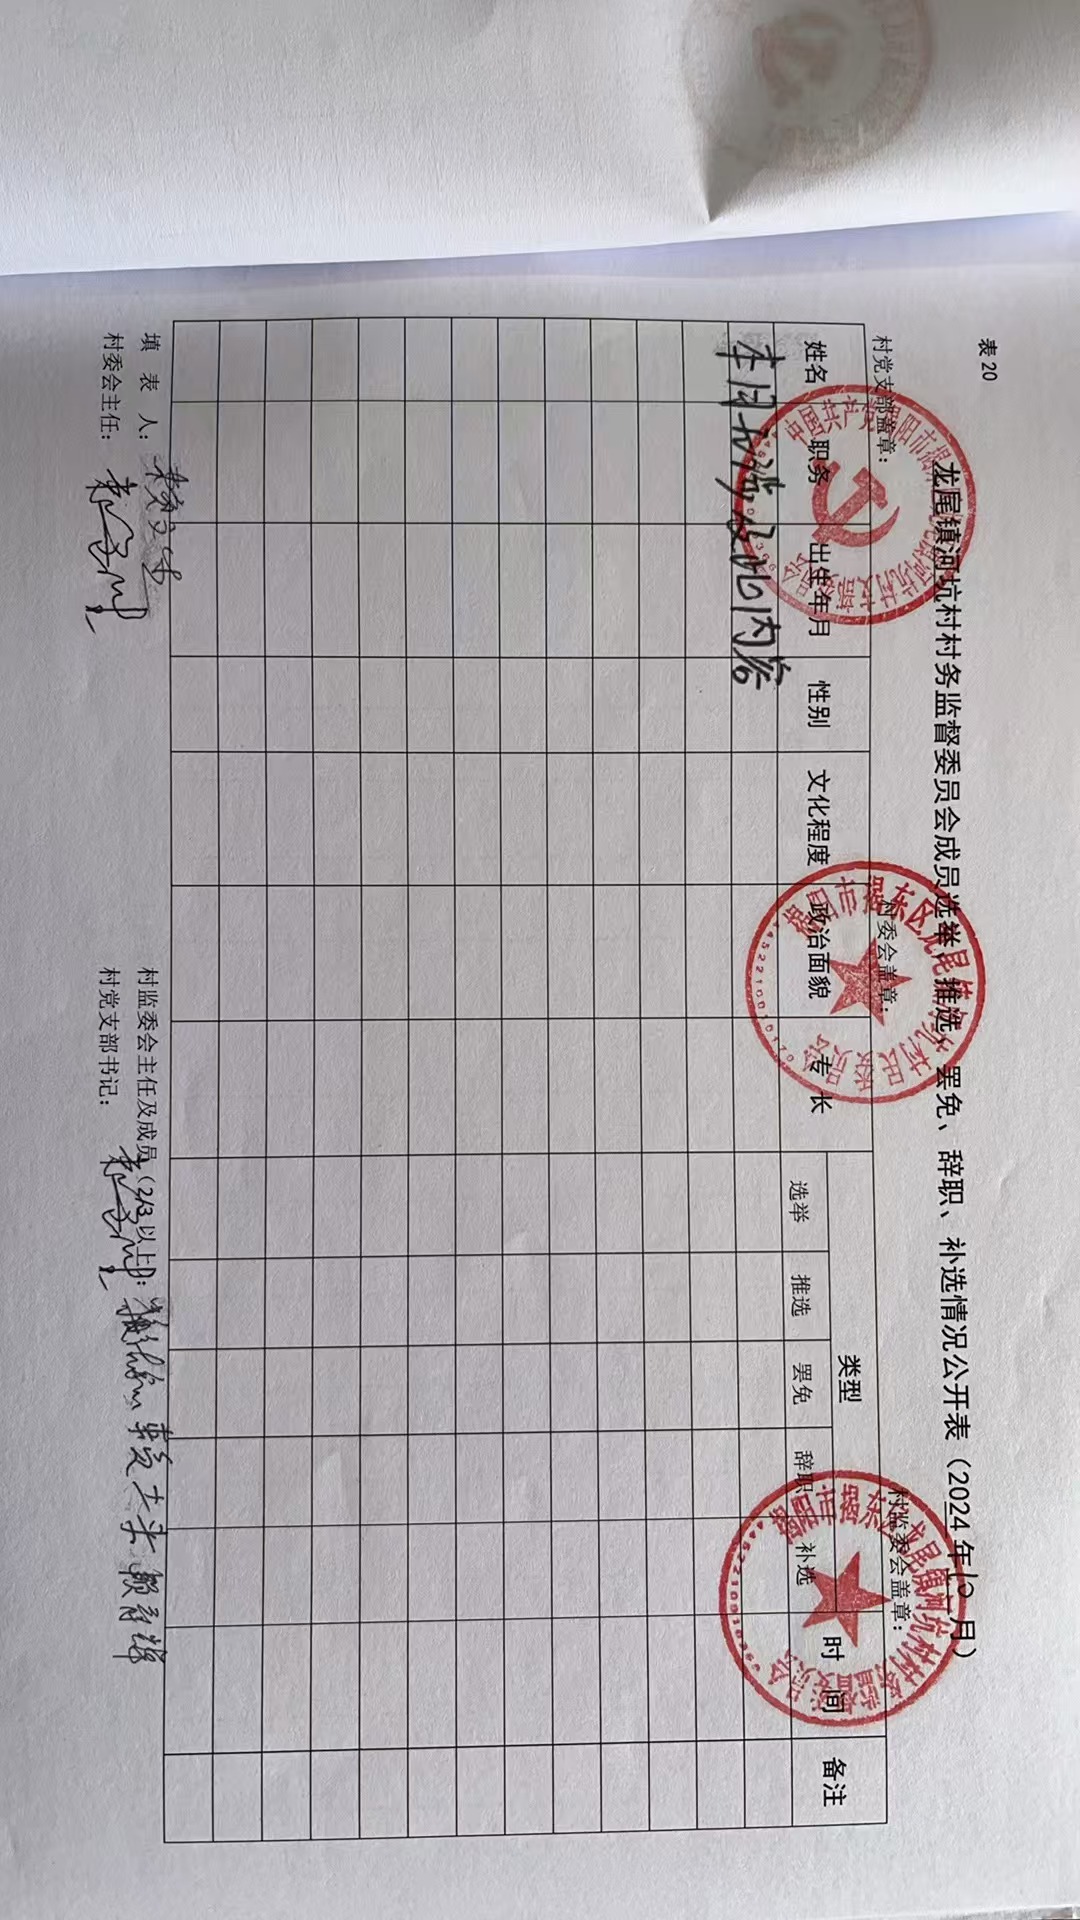 表20
龙尾镇河坑村村务监督委员会成员选举、推选、罢免、辞职、补选情况公开表（2024年10月）
村党支部盖章： 村委会盖章： 村监委会盖章：
姓名 职务 出生年月 性别 文化程度 政治面貌 专长 类型 时间 备注
选举 推选 罢免 辞职 补选
本月无涉及此内容
填表人： 村监委会主任及成员（2/3以上）：
村委会主任： 村党支部书记：